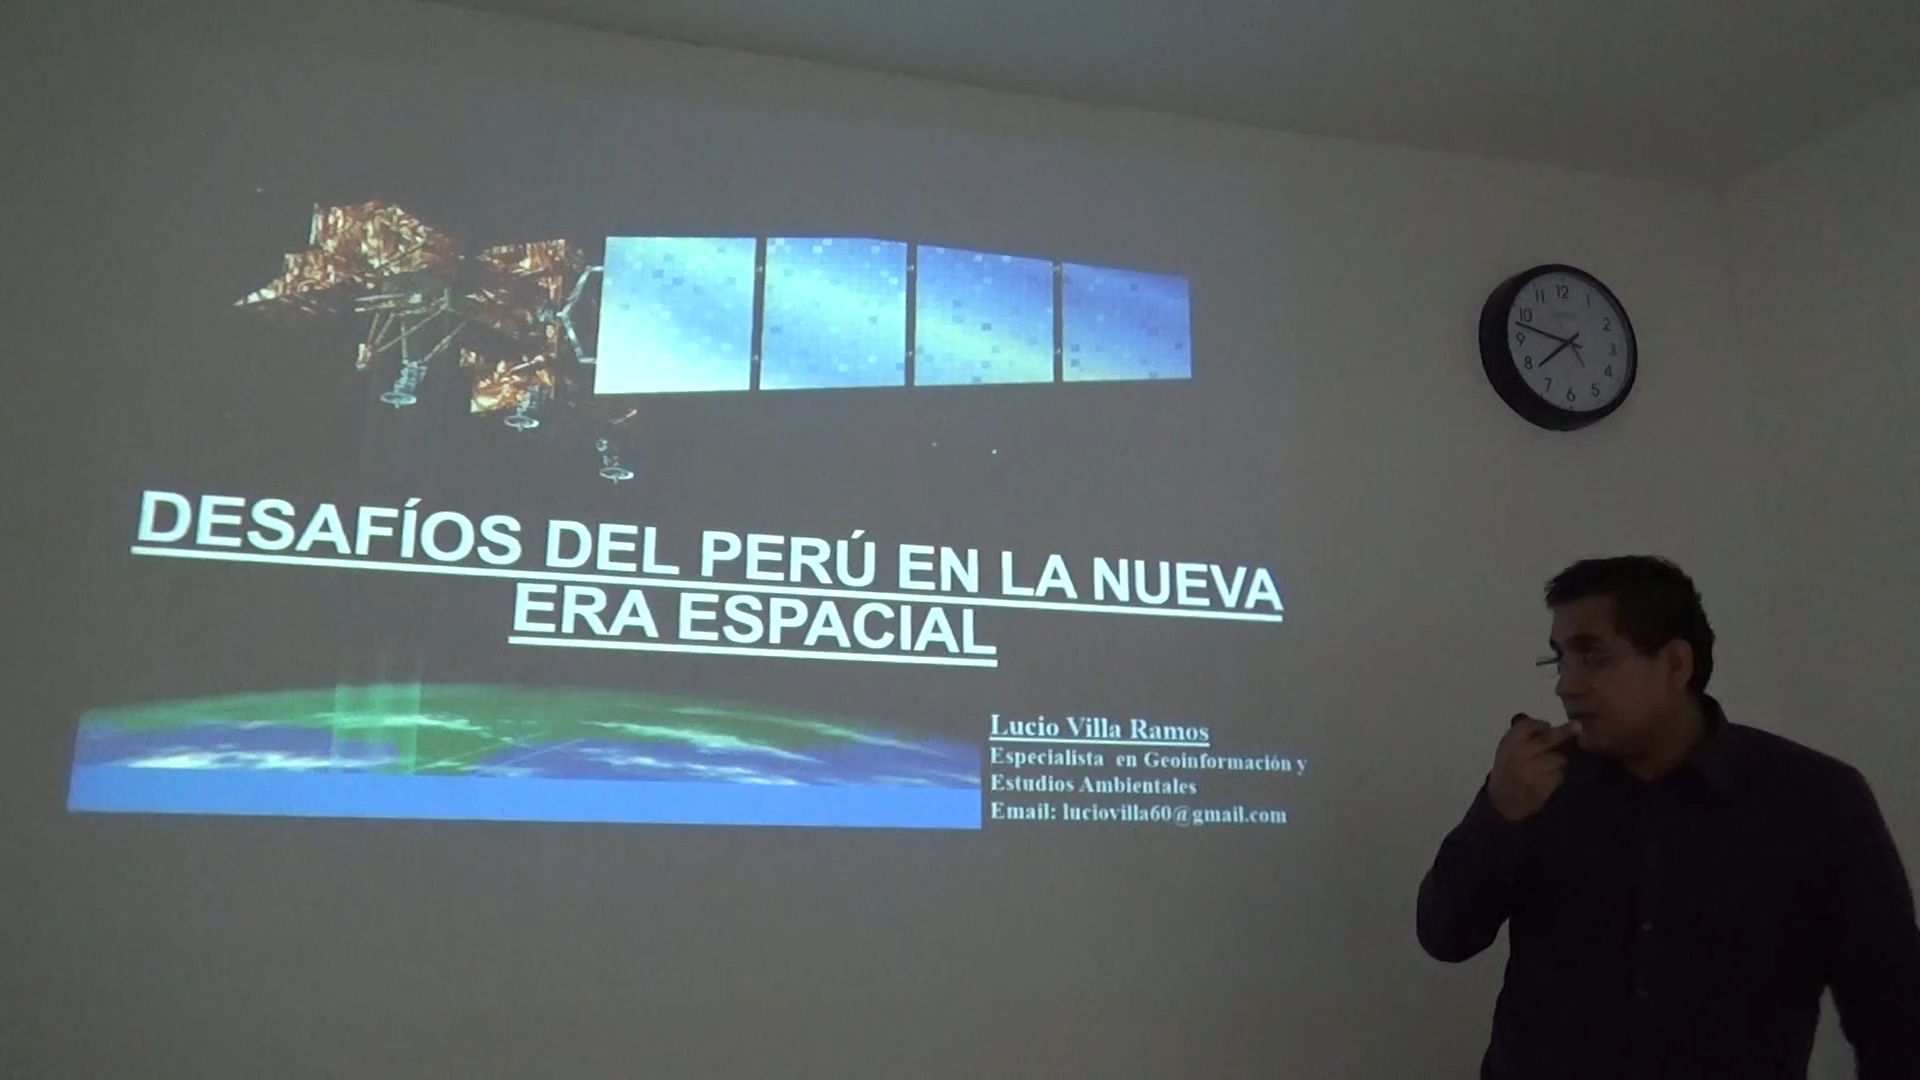 DESAFÍOS DEL PERÚ EN LA NUEVA
ERA ESPACIAL
Lucio Villa Ramos
Especialista en Geoinformación y
Estudios Ambientales
Email: luciovilla60@gmail.com
12
1
2
3
4
5
6
7
8
9
10
11